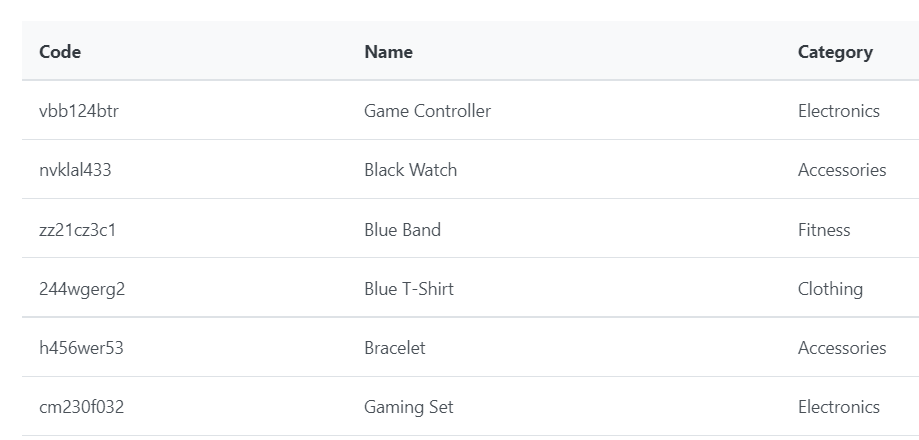 Code Name Category
vbb124btr Game Controller Electronics
nvklal433 Black Watch Accessories
zz21cz3c1 Blue Band Fitness
244wgerg2 Blue T-Shirt Clothing
h456wer53 Bracelet Accessories
cm230f032 Gaming Set Electronics